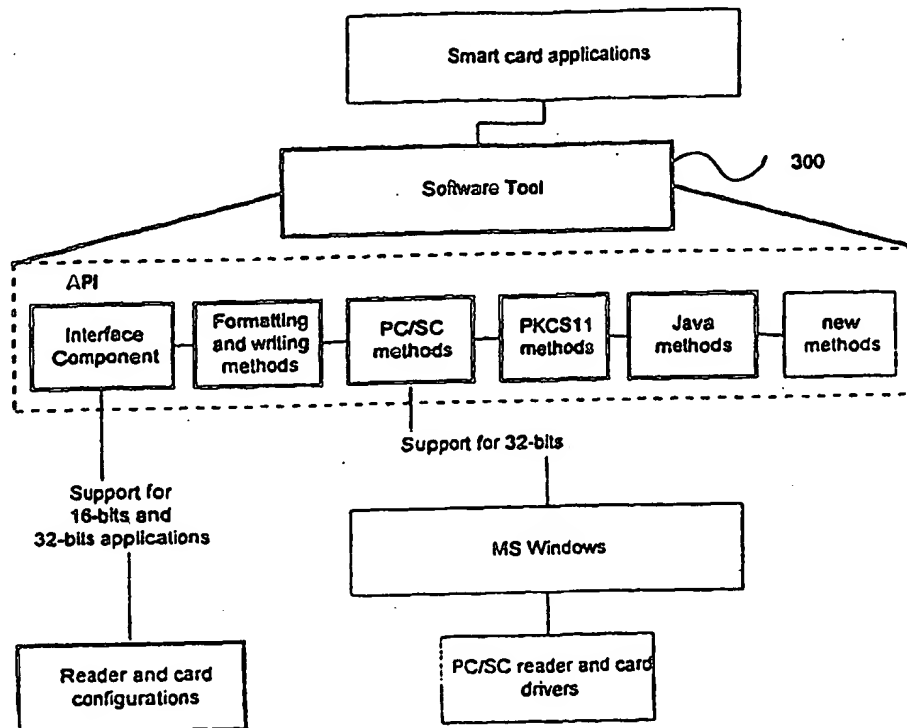 Smart card applications
Software Tool
300
API
Interface
Component
Formatting
and writing
methods
PC/SC
methods
PKCS11
methods
Java
methods
new
methods
Support for 32-bits
Support for
16-bits and
32-bits applications
MS Windows
Reader and card
configurations
PC/SC reader and card
drivers